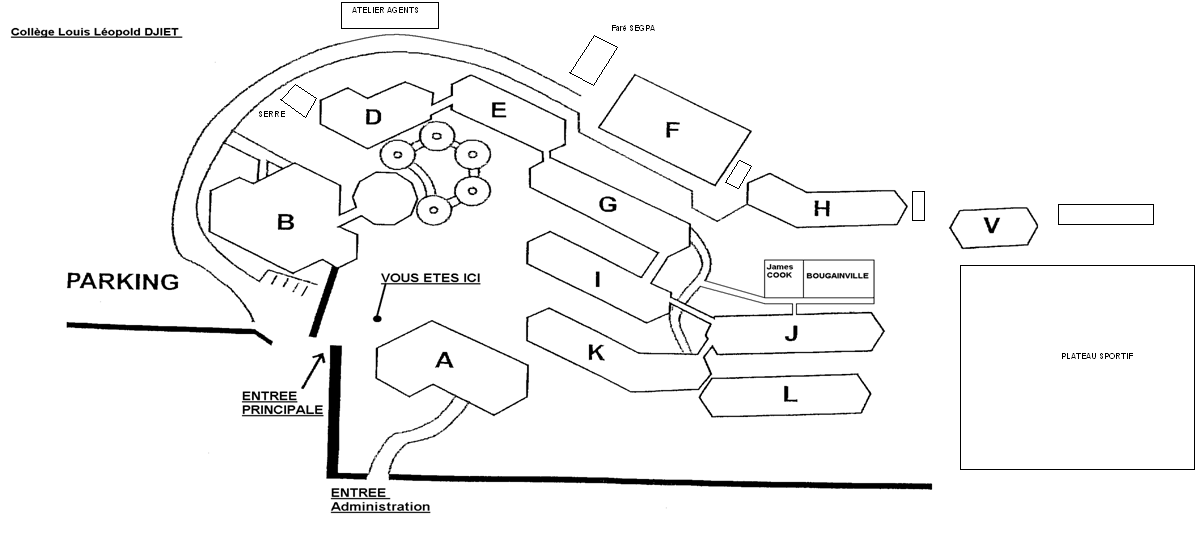 Collège Louis Léopold DJIET
ATELIER AGENTS
Faré SEGPA
SERRE
D
E
F
B
G
H
V
PARKING
VOUS ETES ICI
I
James
COOK
BOUGAINVILLE
J
K
A
L
PLATEAU SPORTIF
ENTREE
PRINCIPALE
ENTREE
Administration